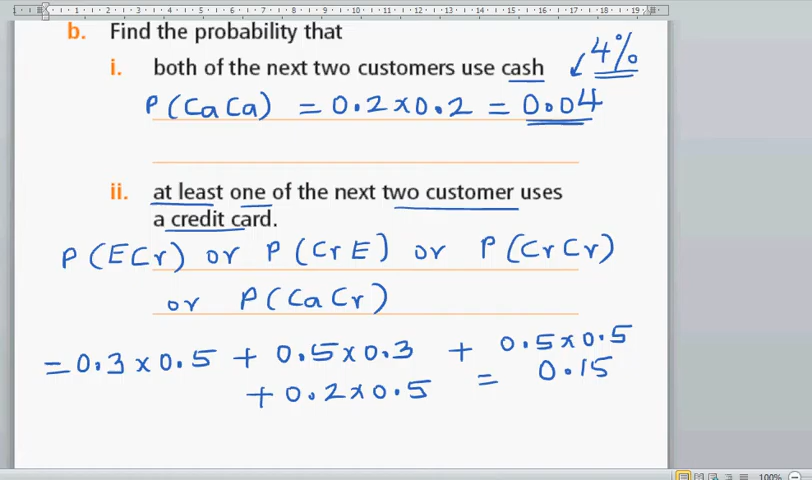 b. Find the probability that
i. both of the next two customers use cash
4%
P(CaCa) = 0.2×0.2 = 0.04
ii. at least one of the next two customer uses
a credit card.
P(ECr) or P(CrE) or P(CrCr)
or P(CaCr)
=0.3×0.5 + 0.5×0.3 + 0.5×0.5
+0.2×0.5 = 0.15
100%